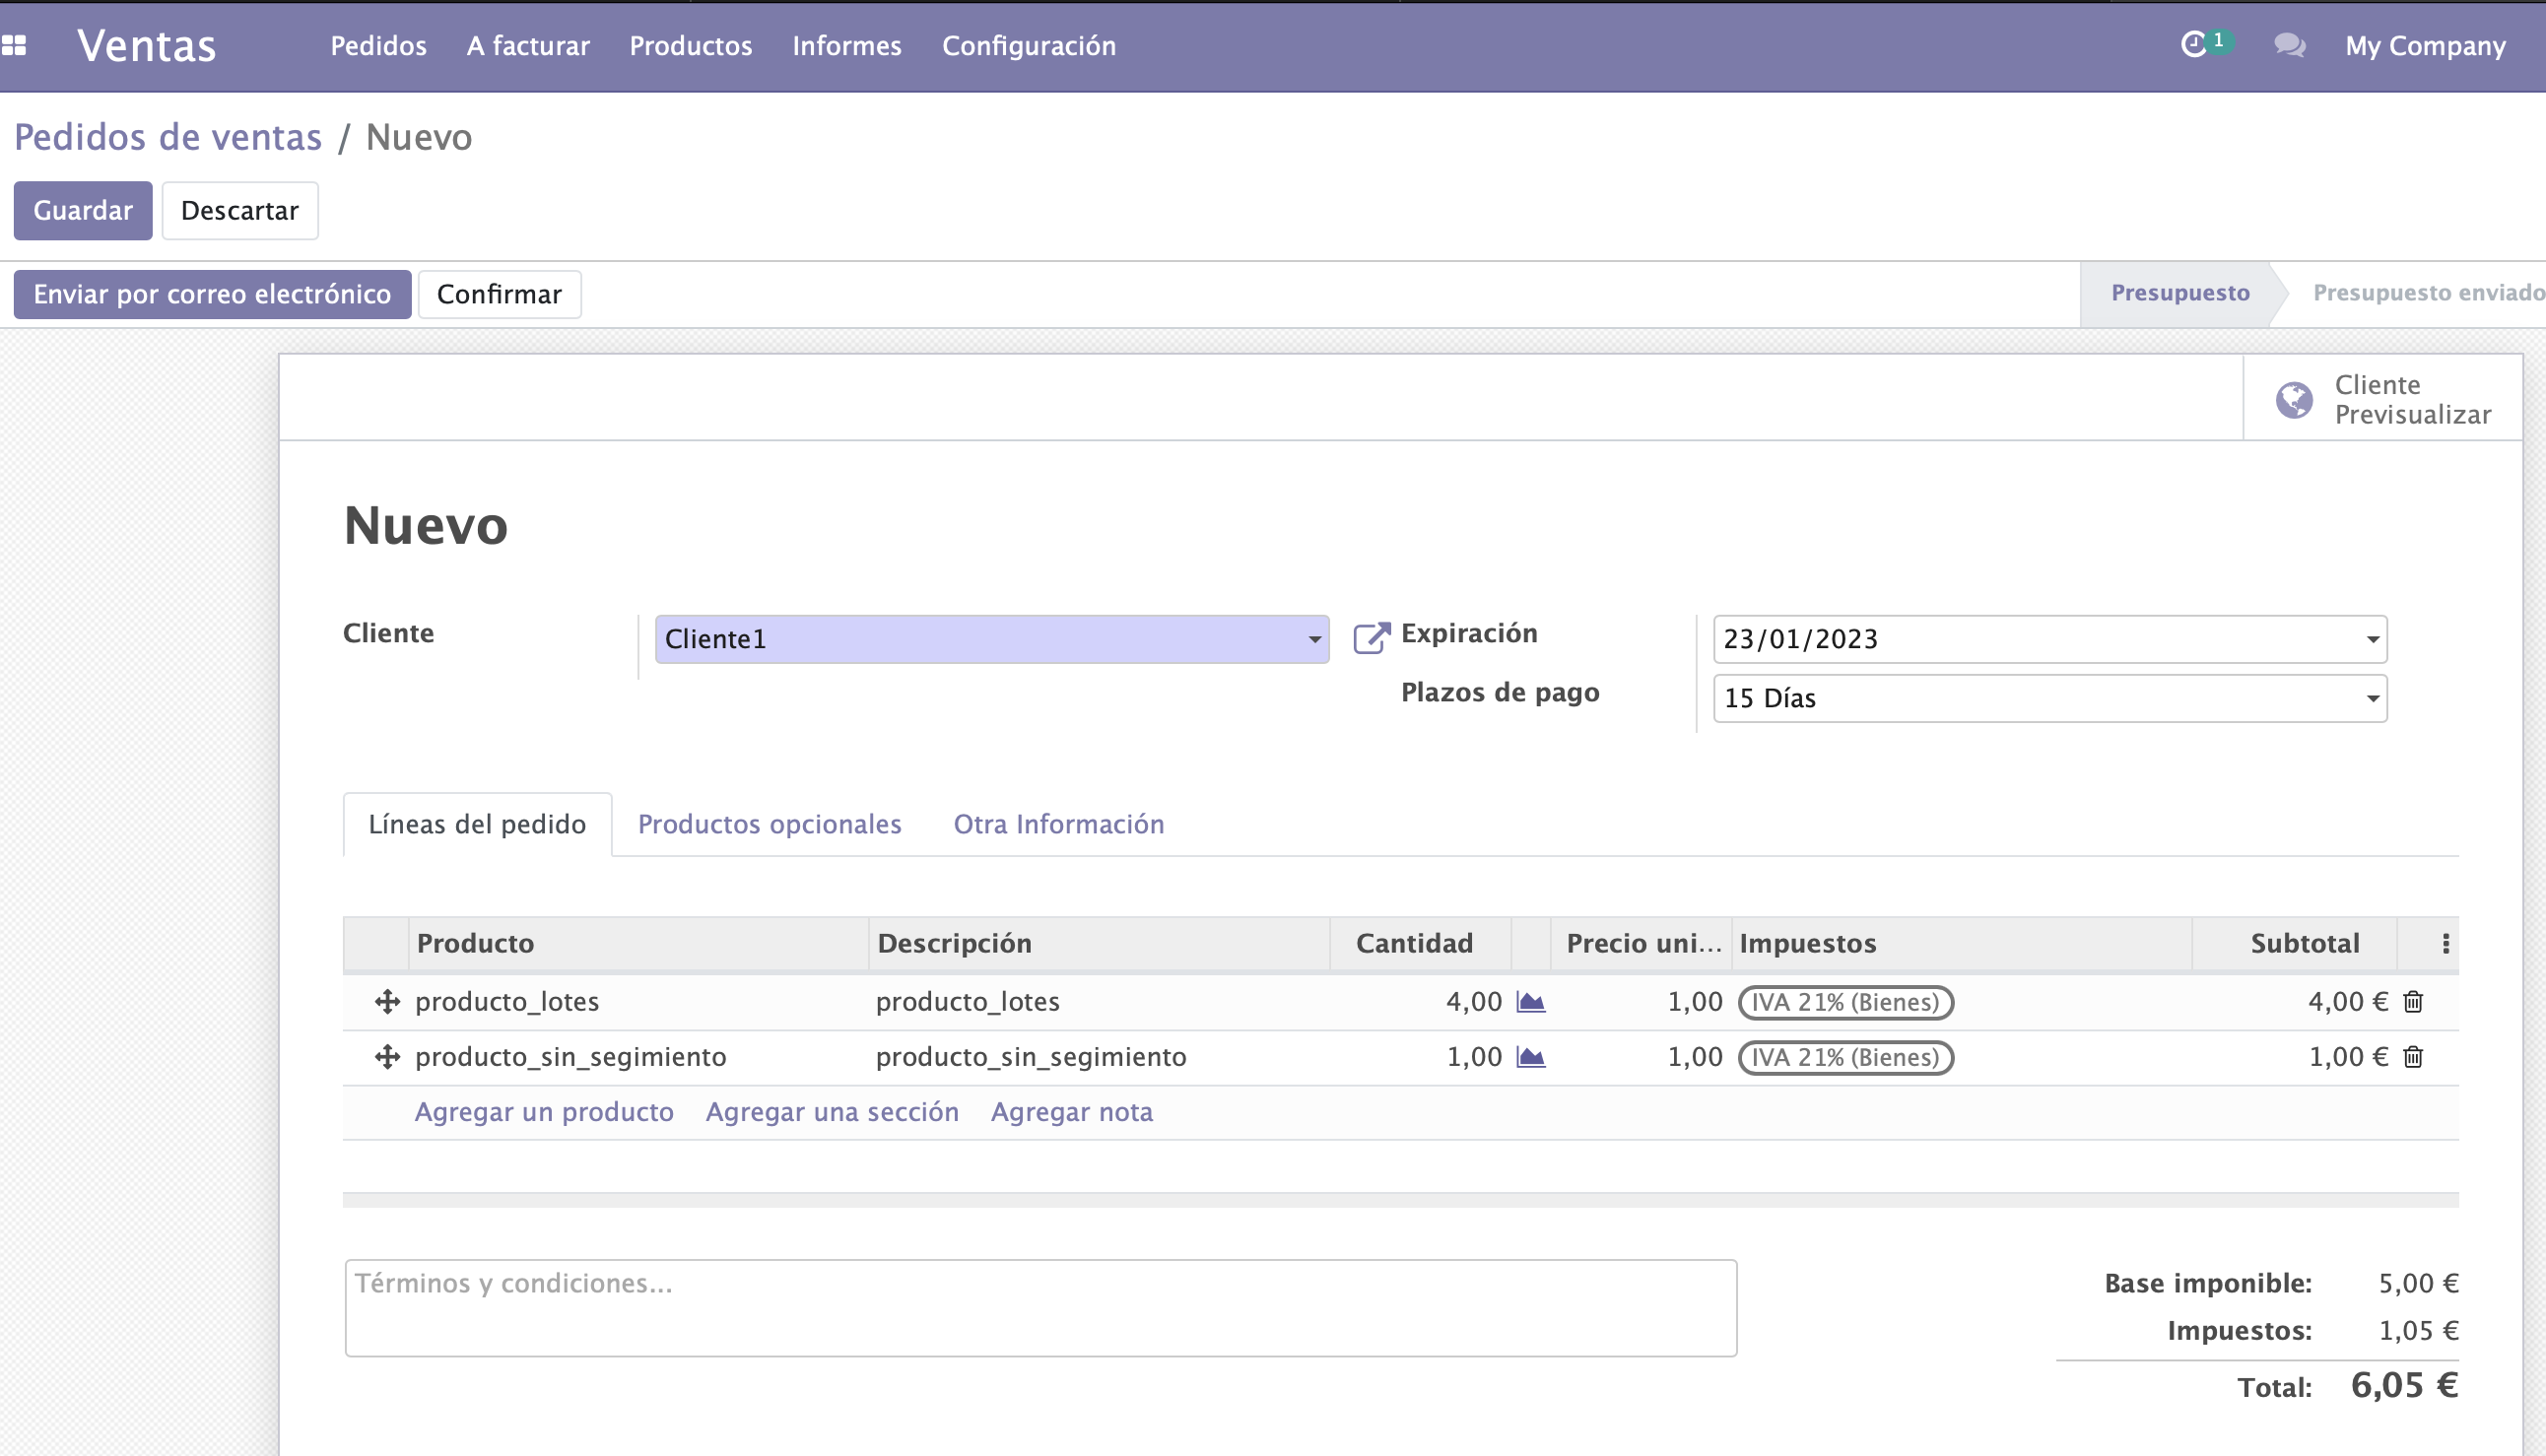 Ventas Pedidos A facturar Productos Informes Configuración 1 My Company
Pedidos de ventas / Nuevo
Guardar Descartar
Enviar por correo electrónico Confirmar Presupuesto Presupuesto enviado
Cliente
Previsualizar
Nuevo
Cliente Cliente1 Expiración 23/01/2023
Plazos de pago 15 Días
Líneas del pedido Productos opcionales Otra Información
Producto Descripción Cantidad Precio uni... Impuestos Subtotal
producto_lotes producto_lotes 4,00 1,00 IVA 21% (Bienes) 4,00 €
producto_sin_segimiento producto_sin_segimiento 1,00 1,00 IVA 21% (Bienes) 1,00 €
Agregar un producto Agregar una sección Agregar nota
Términos y condiciones...
Base imponible: 5,00 €
Impuestos: 1,05 €
Total: 6,05 €